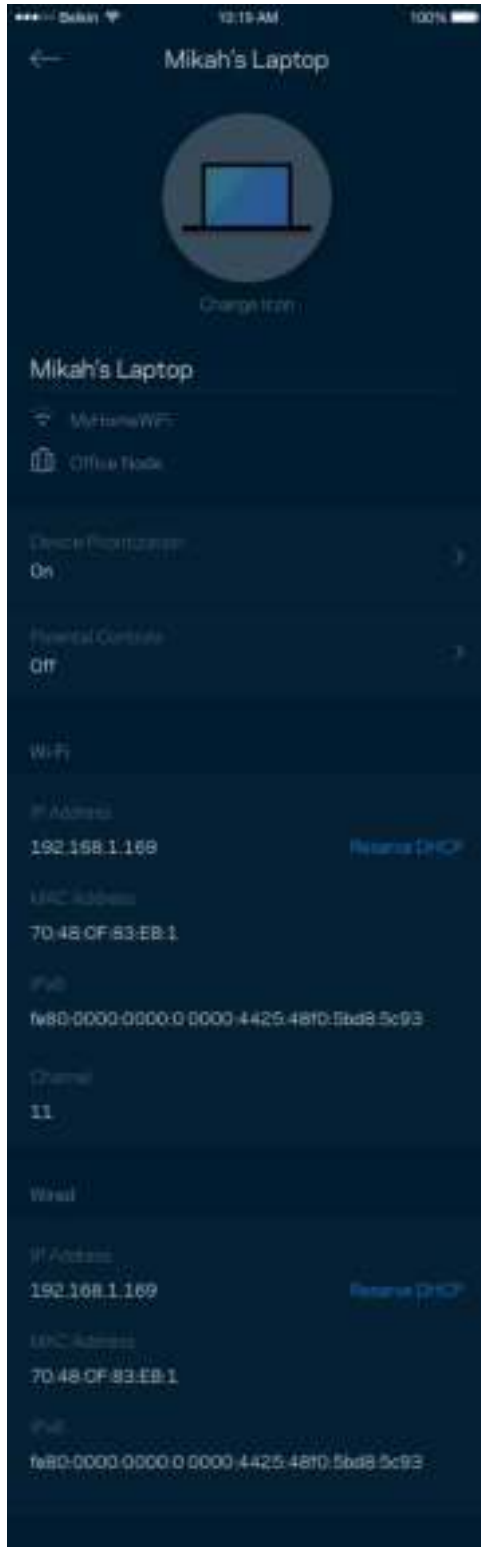 Belkin 10:15 AM 100%
Mikah's Laptop
Change Icon
Mikah's Laptop
MyHomeWiFi
Office Node
Device Prioritization
On
Parental Controls
Off
Wi-Fi
IP Address
192.168.1.169 Reserve DHCP
MAC Address
70:48:0F:83:EB:1
IPv6
fe80:0000:0000:0:0000:4425:48f0:5bd8:5c93
Channel
11
Wired
IP Address
192.168.1.169 Reserve DHCP
MAC Address
70:48:0F:83:EB:1
IPv6
fe80:0000:0000:0:0000:4425:48f0:5bd8:5c93